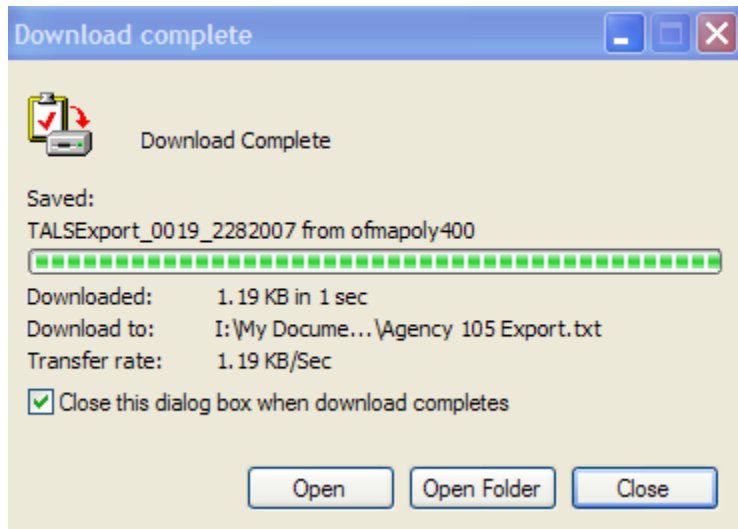 Download complete
Download Complete
Saved:
TALSExport_0019_2282007 from ofmapoly400
Downloaded: 1.19 KB in 1 sec
Download to: I:\My Docume...\Agency 105 Export.txt
Transfer rate: 1.19 KB/Sec
Close this dialog box when download completes
Open Open Folder Close